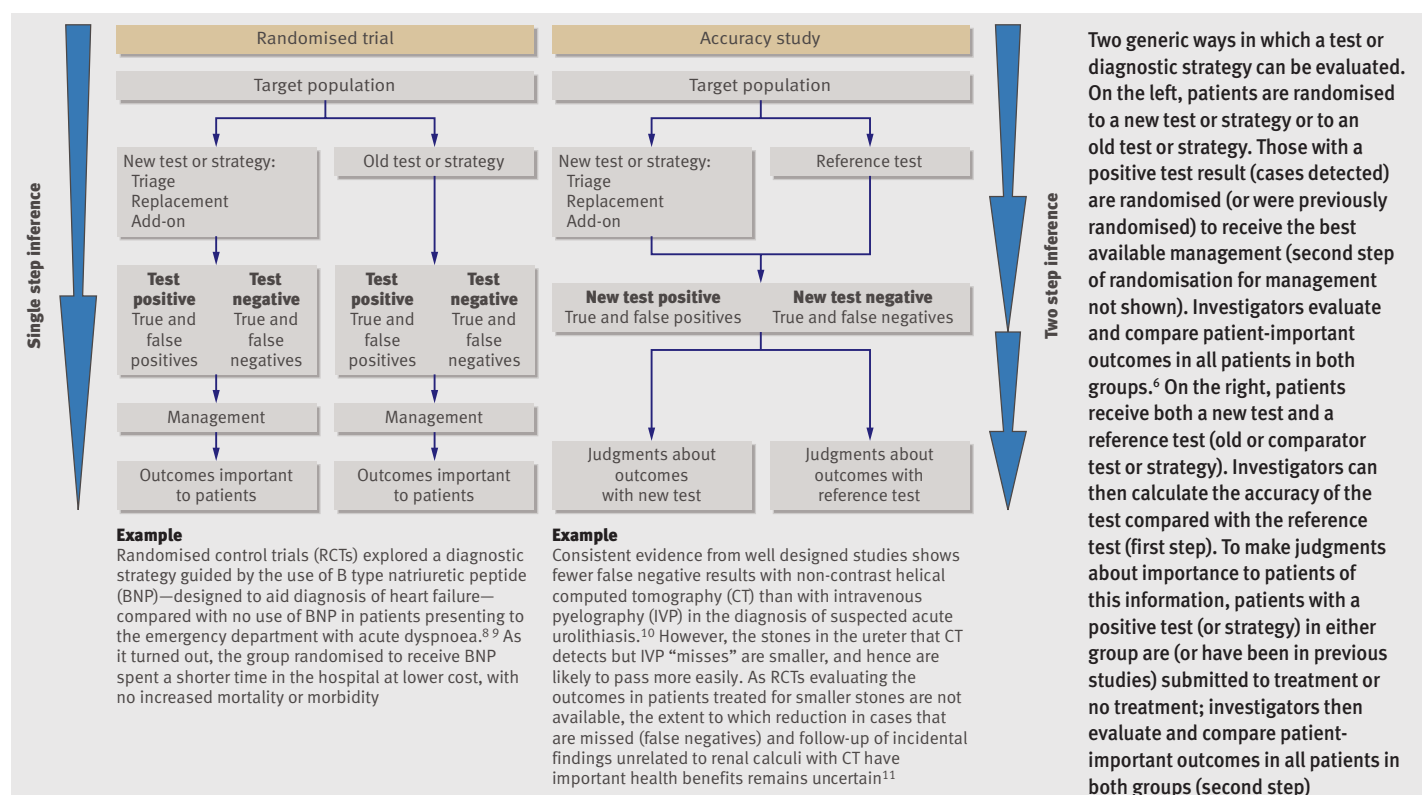 Single step inference
Randomised trial
Target population
New test or strategy:
Triage
Replacement
Add-on
Old test or strategy
Test
positive
True and
false
positives
Test
negative
True and
false
negatives
Test
positive
True and
false
positives
Test
negative
True and
false
negatives
Management
Management
Outcomes important
to patients
Outcomes important
to patients
Example
Randomised control trials (RCTs) explored a diagnostic
strategy guided by the use of B type natriuretic peptide
(BNP)—designed to aid diagnosis of heart failure—
compared with no use of BNP in patients presenting to
the emergency department with acute dyspnoea.8 9 As
it turned out, the group randomised to receive BNP
spent a shorter time in the hospital at lower cost, with
no increased mortality or morbidity
Accuracy study
Target population
New test or strategy:
Triage
Replacement
Add-on
Reference test
New test positive
True and false positives
New test negative
True and false negatives
Judgments about
outcomes
with new test
Judgments about
outcomes with
reference test
Example
Consistent evidence from well designed studies shows
fewer false negative results with non-contrast helical
computed tomography (CT) than with intravenous
pyelography (IVP) in the diagnosis of suspected acute
urolithiasis.10 However, the stones in the ureter that CT
detects but IVP “misses” are smaller, and hence are
likely to pass more easily. As RCTs evaluating the
outcomes in patients treated for smaller stones are not
available, the extent to which reduction in cases that
are missed (false negatives) and follow-up of incidental
findings unrelated to renal calculi with CT have
important health benefits remains uncertain11
Two step inference
Two generic ways in which a test or
diagnostic strategy can be evaluated.
On the left, patients are randomised
to a new test or strategy or to an
old test or strategy. Those with a
positive test result (cases detected)
are randomised (or were previously
randomised) to receive the best
available management (second step
of randomisation for management
not shown). Investigators evaluate
and compare patient-important
outcomes in all patients in both
groups.6 On the right, patients
receive both a new test and a
reference test (old or comparator
test or strategy). Investigators can
then calculate the accuracy of the
test compared with the reference
test (first step). To make judgments
about importance to patients of
this information, patients with a
positive test (or strategy) in either
group are (or have been in previous
studies) submitted to treatment or
no treatment; investigators then
evaluate and compare patient-
important outcomes in all patients in
both groups (second step)